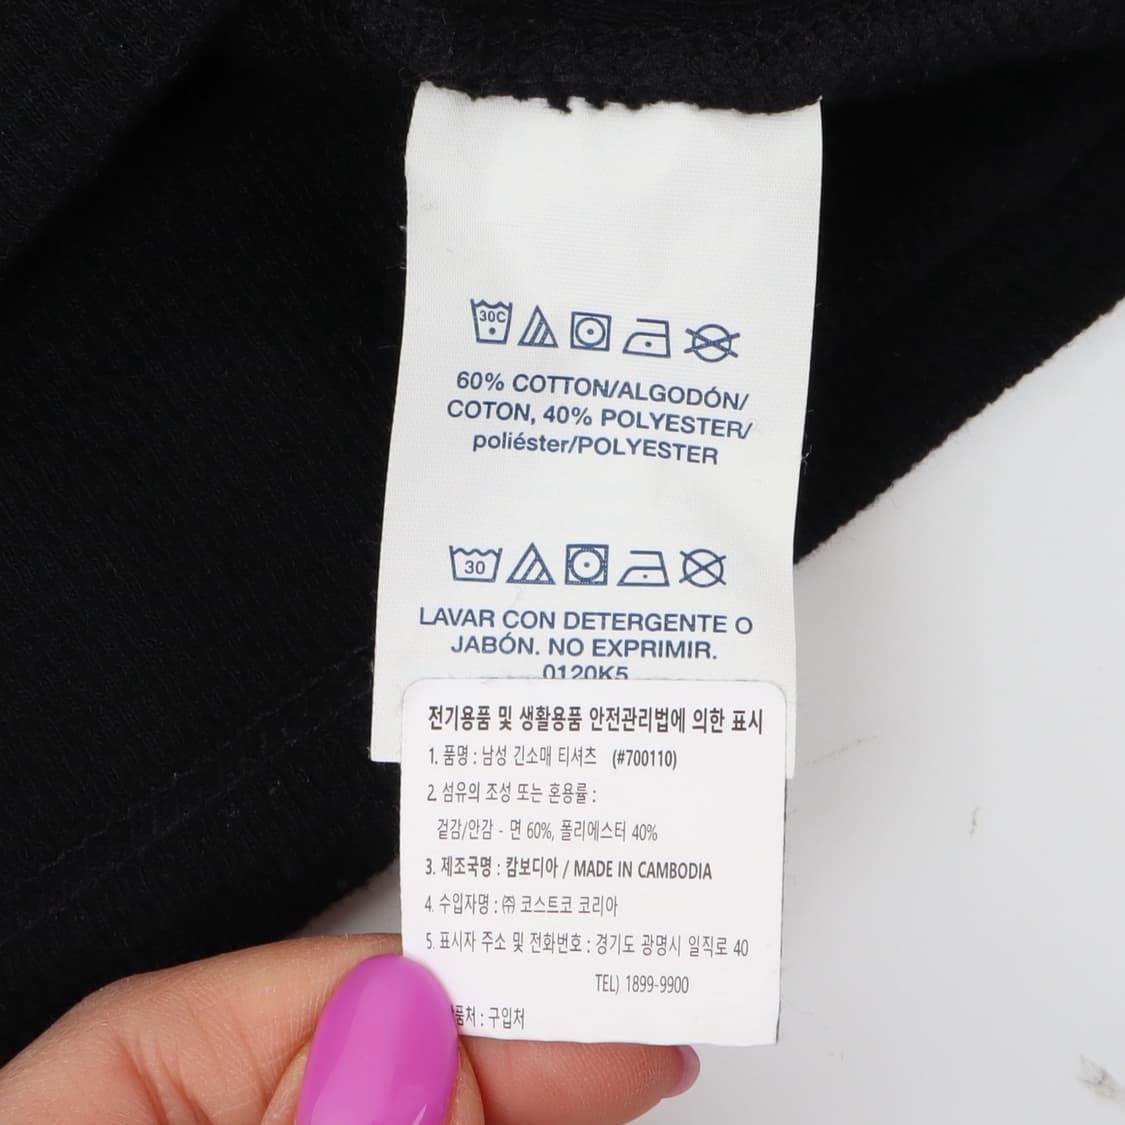 30C
60% COTTON/ALGODÓN/
COTON, 40% POLYESTER/
poliéster/POLYESTER
30
LAVAR CON DETERGENTE O
JABÓN. NO EXPRIMIR.
0120K5
전기용품 및 생활용품 안전관리법에 의한 표시
1. 품명 : 남성 긴소매 티셔츠 (#700110)
2. 섬유의 조성 또는 혼용률 :
겉감/안감 - 면 60%, 폴리에스터 40%
3. 제조국명 : 캄보디아 / MADE IN CAMBODIA
4. 수입자명 : ㈜ 코스트코 코리아
5. 표시자 주소 및 전화번호 : 경기도 광명시 일직로 40
TEL) 1899-9900
: 구입처